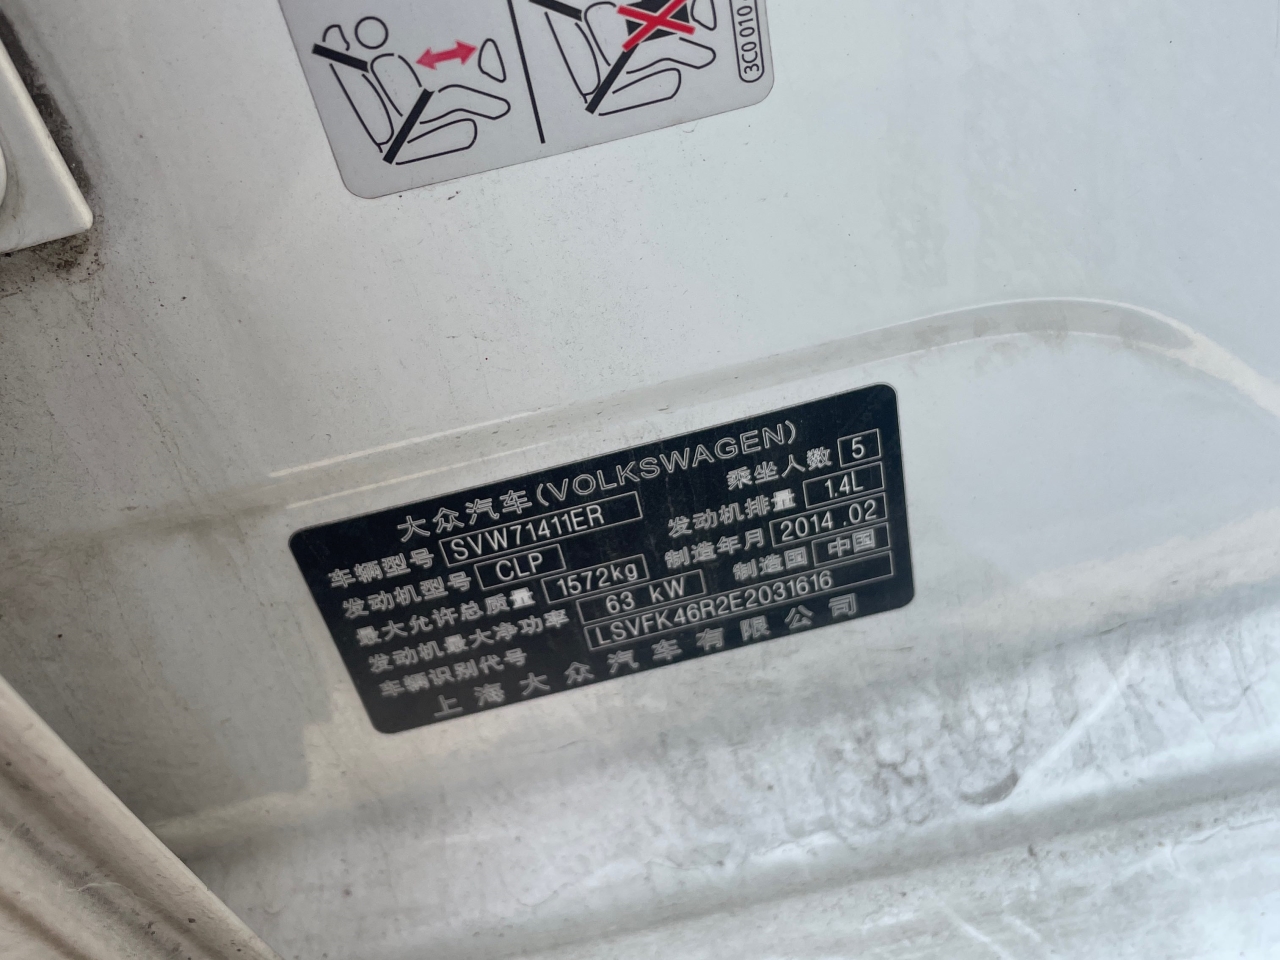 3C0 010
大众汽车(VOLKSWAGEN)
车辆型号 SVW71411ER 乘坐人数 5
发动机型号 CLP 发动机排量 1.4L
最大允许总质量 1572kg 制造年月 2014.02
发动机最大净功率 63 kW 制造国 中国
车辆识别代号 LSVFK46R2E2031616
上海大众汽车有限公司